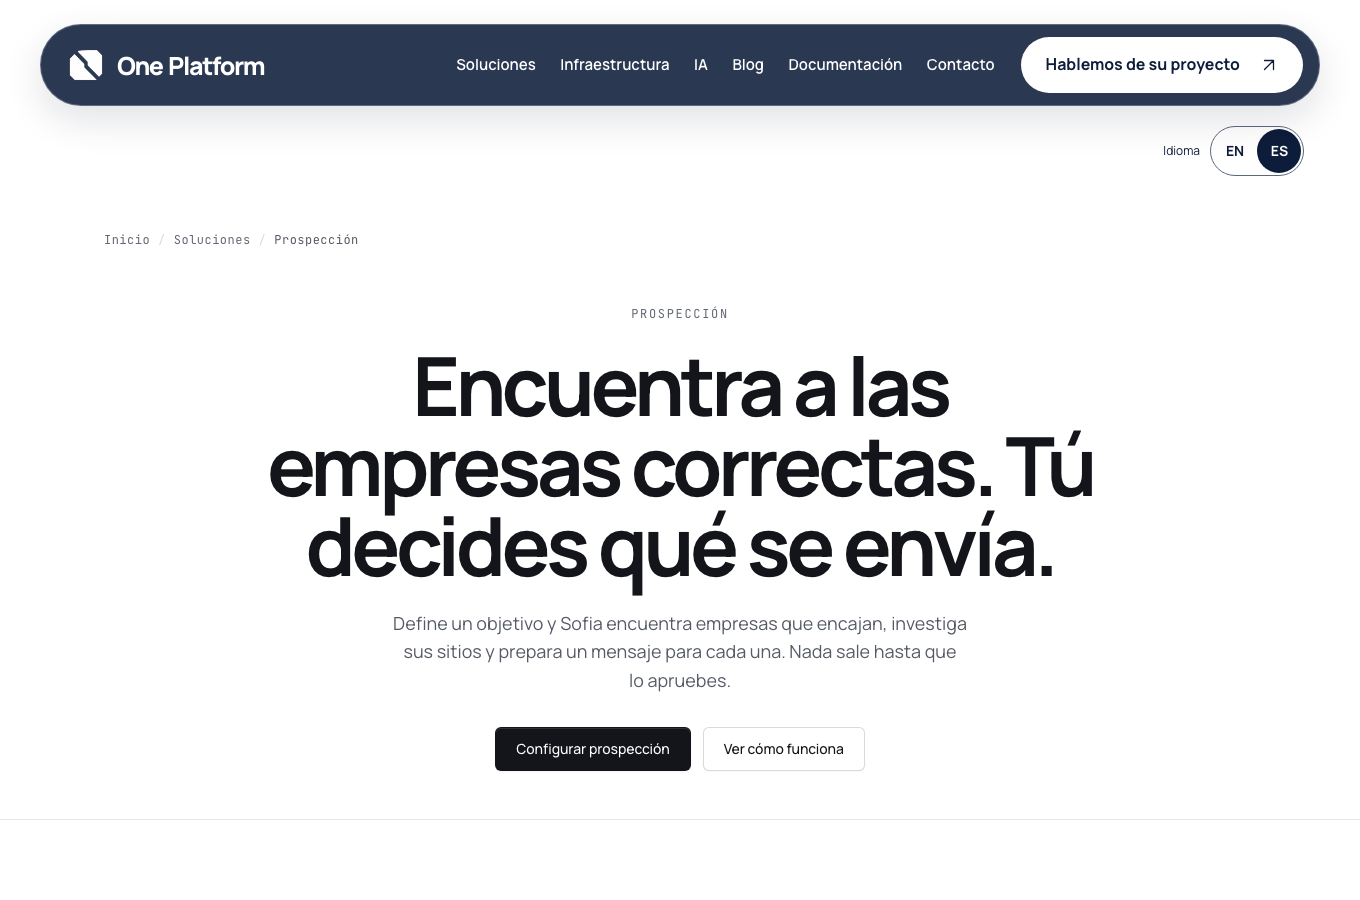 One Platform
Soluciones Infraestructura IA Blog Documentación Contacto Hablemos de su proyecto
Idioma EN ES
Inicio / Soluciones / Prospección
PROSPECCIÓN
Encuentra a las
empresas correctas. Tú
decides qué se envía.
Define un objetivo y Sofia encuentra empresas que encajan, investiga
sus sitios y prepara un mensaje para cada una. Nada sale hasta que
lo apruebes.
Configurar prospección Ver cómo funciona